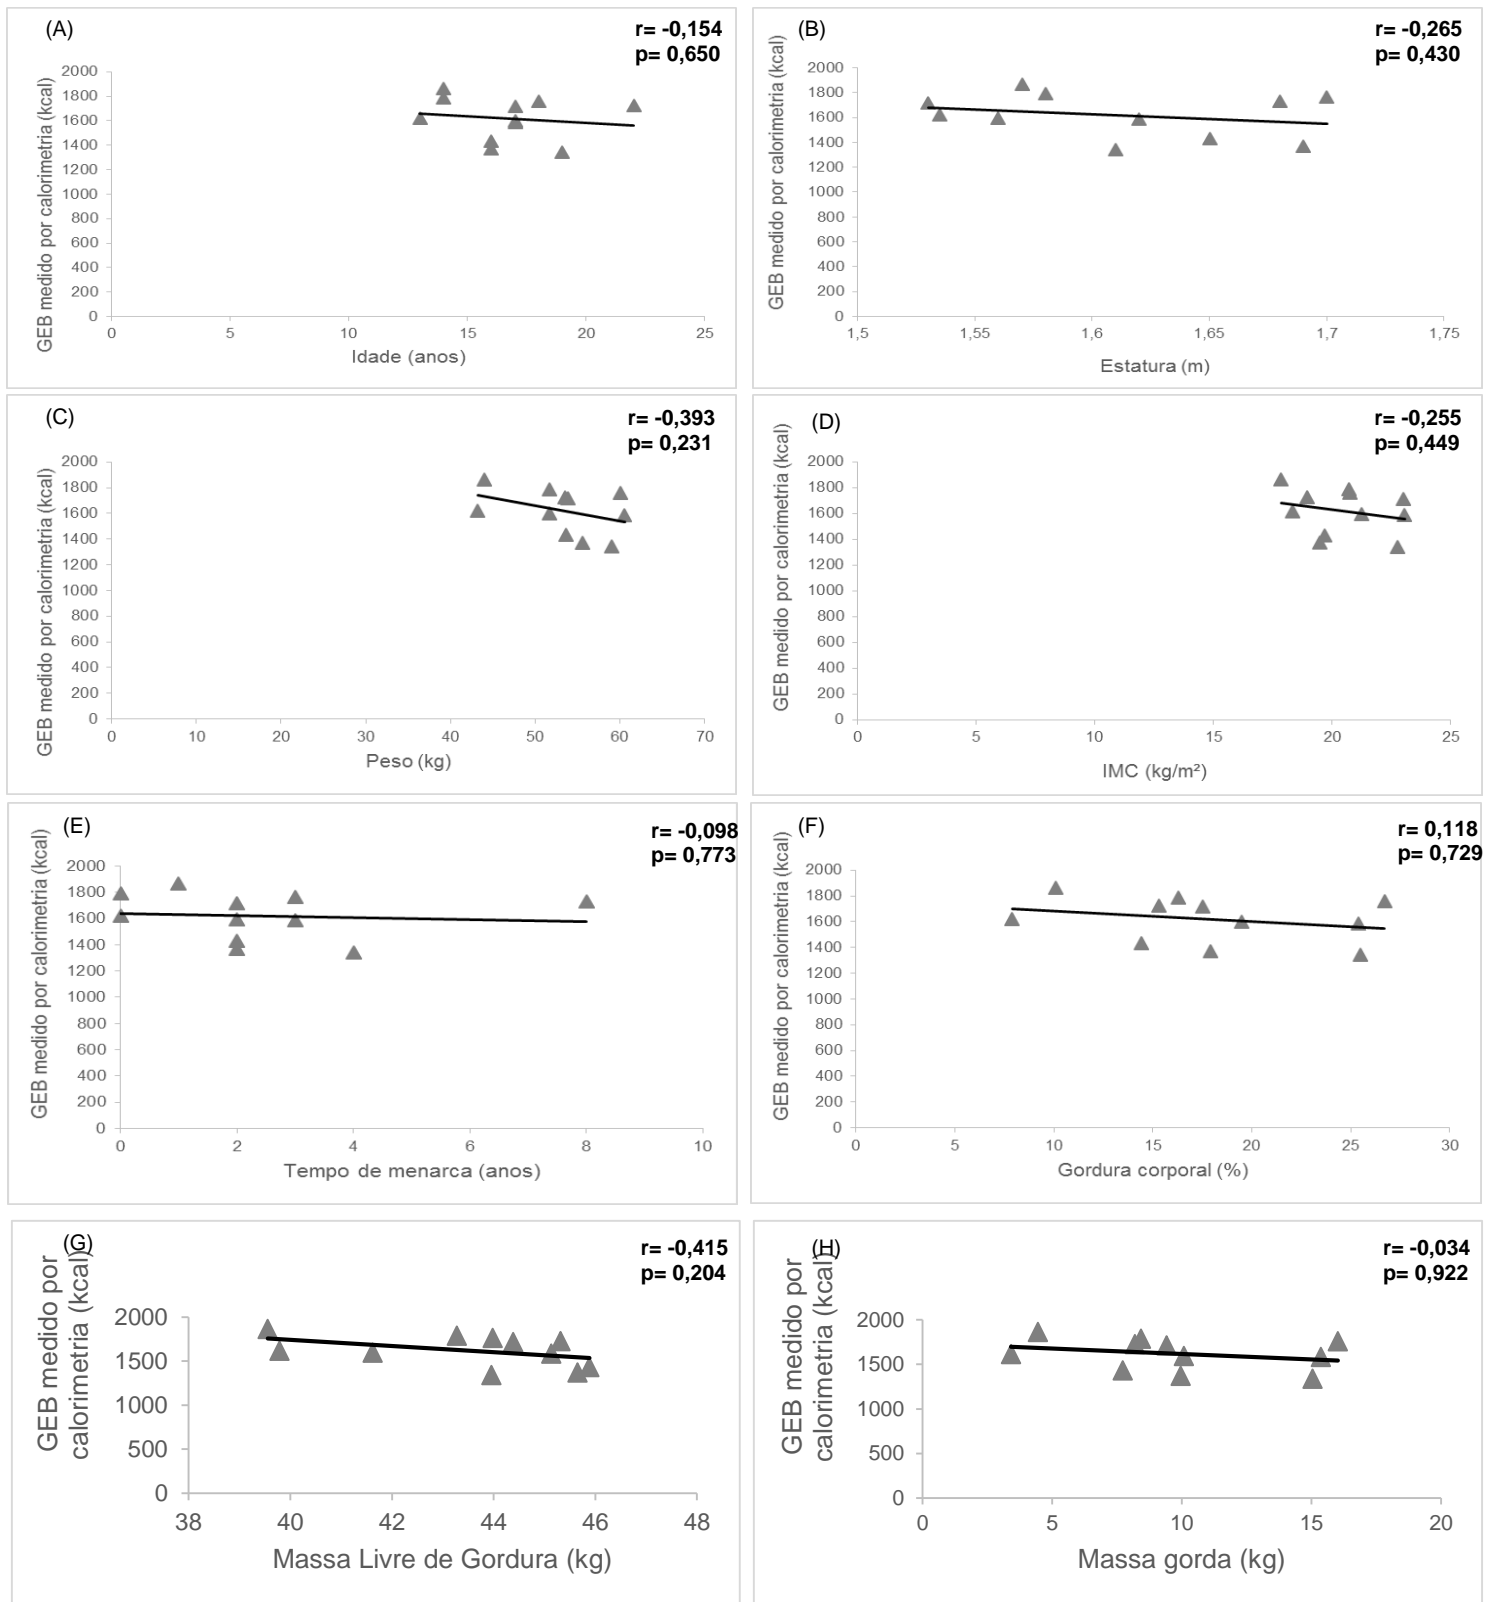 (A)
r= -0,154
p= 0,650
GEB medido por calorimetria (kcal)
2000
1800
1600
1400
1200
1000
800
600
400
200
0
0 5 10 15 20 25
Idade (anos)
(B)
r= -0,265
p= 0,430
GEB medido por calorimetria (kcal)
2000
1800
1600
1400
1200
1000
800
600
400
200
0
1,5 1,55 1,6 1,65 1,7 1,75
Estatura (m)
(C)
r= -0,393
p= 0,231
GEB medido por calorimetria (kcal)
2000
1800
1600
1400
1200
1000
800
600
400
200
0
0 10 20 30 40 50 60 70
Peso (kg)
(D)
r= -0,255
p= 0,449
GEB medido por calorimetria (kcal)
2000
1800
1600
1400
1200
1000
800
600
400
200
0
0 5 10 15 20 25
IMC (kg/m²)
(E)
r= -0,098
p= 0,773
GEB medido por calorimetria (kcal)
2000
1800
1600
1400
1200
1000
800
600
400
200
0
0 2 4 6 8 10
Tempo de menarca (anos)
(F)
r= 0,118
p= 0,729
GEB medido por calorimetria (kcal)
2000
1800
1600
1400
1200
1000
800
600
400
200
0
0 5 10 15 20 25 30
Gordura corporal (%)
(G)
r= -0,415
p= 0,204
GEB medido por
calorimetria (kcal)
2000
1500
1000
500
0
38 40 42 44 46 48
Massa Livre de Gordura (kg)
(H)
r= -0,034
p= 0,922
GEB medido por
calorimetria (kcal)
2000
1500
1000
500
0
0 5 10 15 20
Massa gorda (kg)